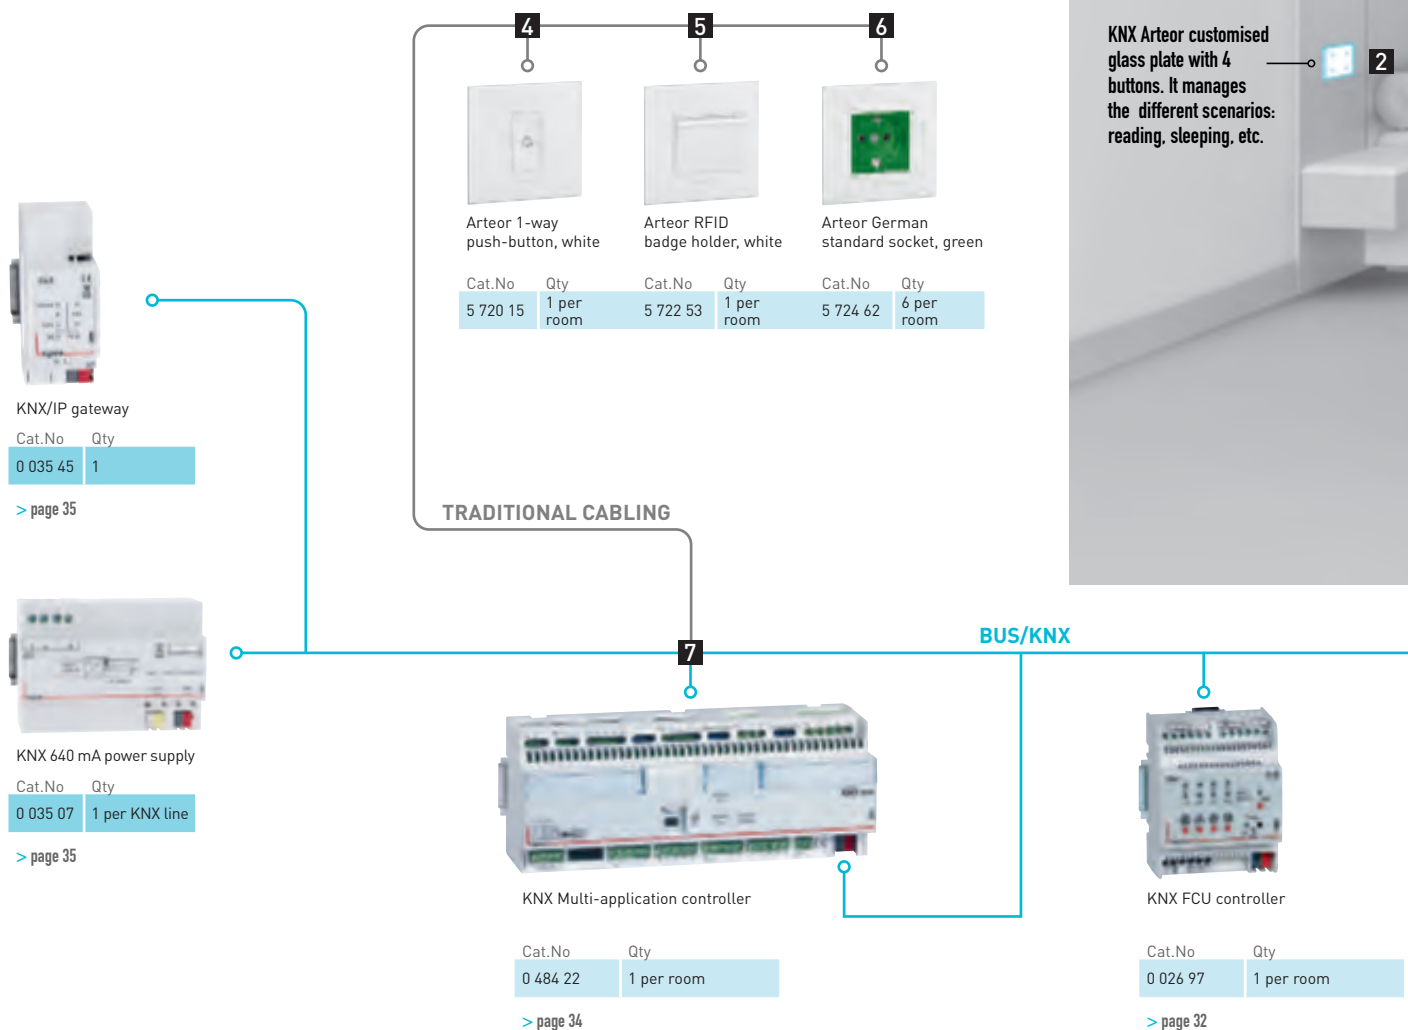 4
5
6
KNX Arteor customised
glass plate with 4
buttons. It manages
the different scenarios:
reading, sleeping, etc.
2
Arteor 1-way
push-button, white
Cat.No Qty
5 720 15 1 per
room
Arteor RFID
badge holder, white
Cat.No Qty
5 722 53 1 per
room
Arteor German
standard socket, green
Cat.No Qty
5 724 62 6 per
room
KNX/IP gateway
Cat.No Qty
0 035 45 1
> page 35
TRADITIONAL CABLING
KNX 640 mA power supply
Cat.No Qty
0 035 07 1 per KNX line
> page 35
7
BUS/KNX
KNX Multi-application controller
Cat.No Qty
0 484 22 1 per room
> page 34
KNX FCU controller
Cat.No Qty
0 026 97 1 per room
> page 32